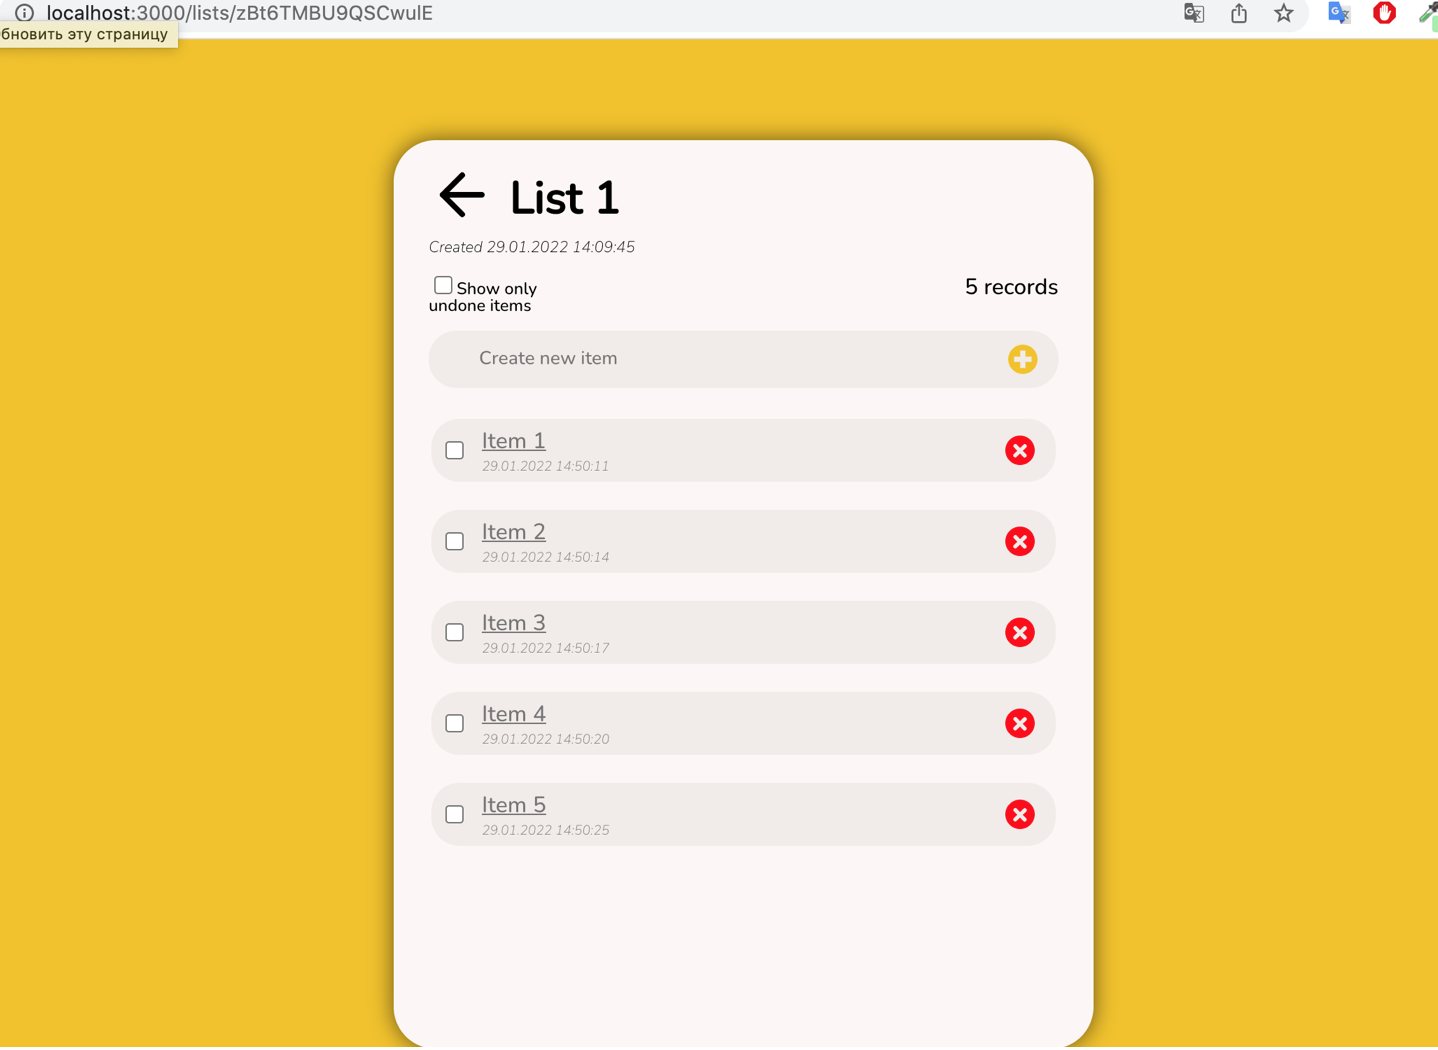 localhost:3000/lists/zBt6TMBU9QSCwulE
бновить эту страницу
List 1
Created 29.01.2022 14:09:45
Show only
undone items
5 records
Create new item
Item 1
29.01.2022 14:50:11
Item 2
29.01.2022 14:50:14
Item 3
29.01.2022 14:50:17
Item 4
29.01.2022 14:50:20
Item 5
29.01.2022 14:50:25